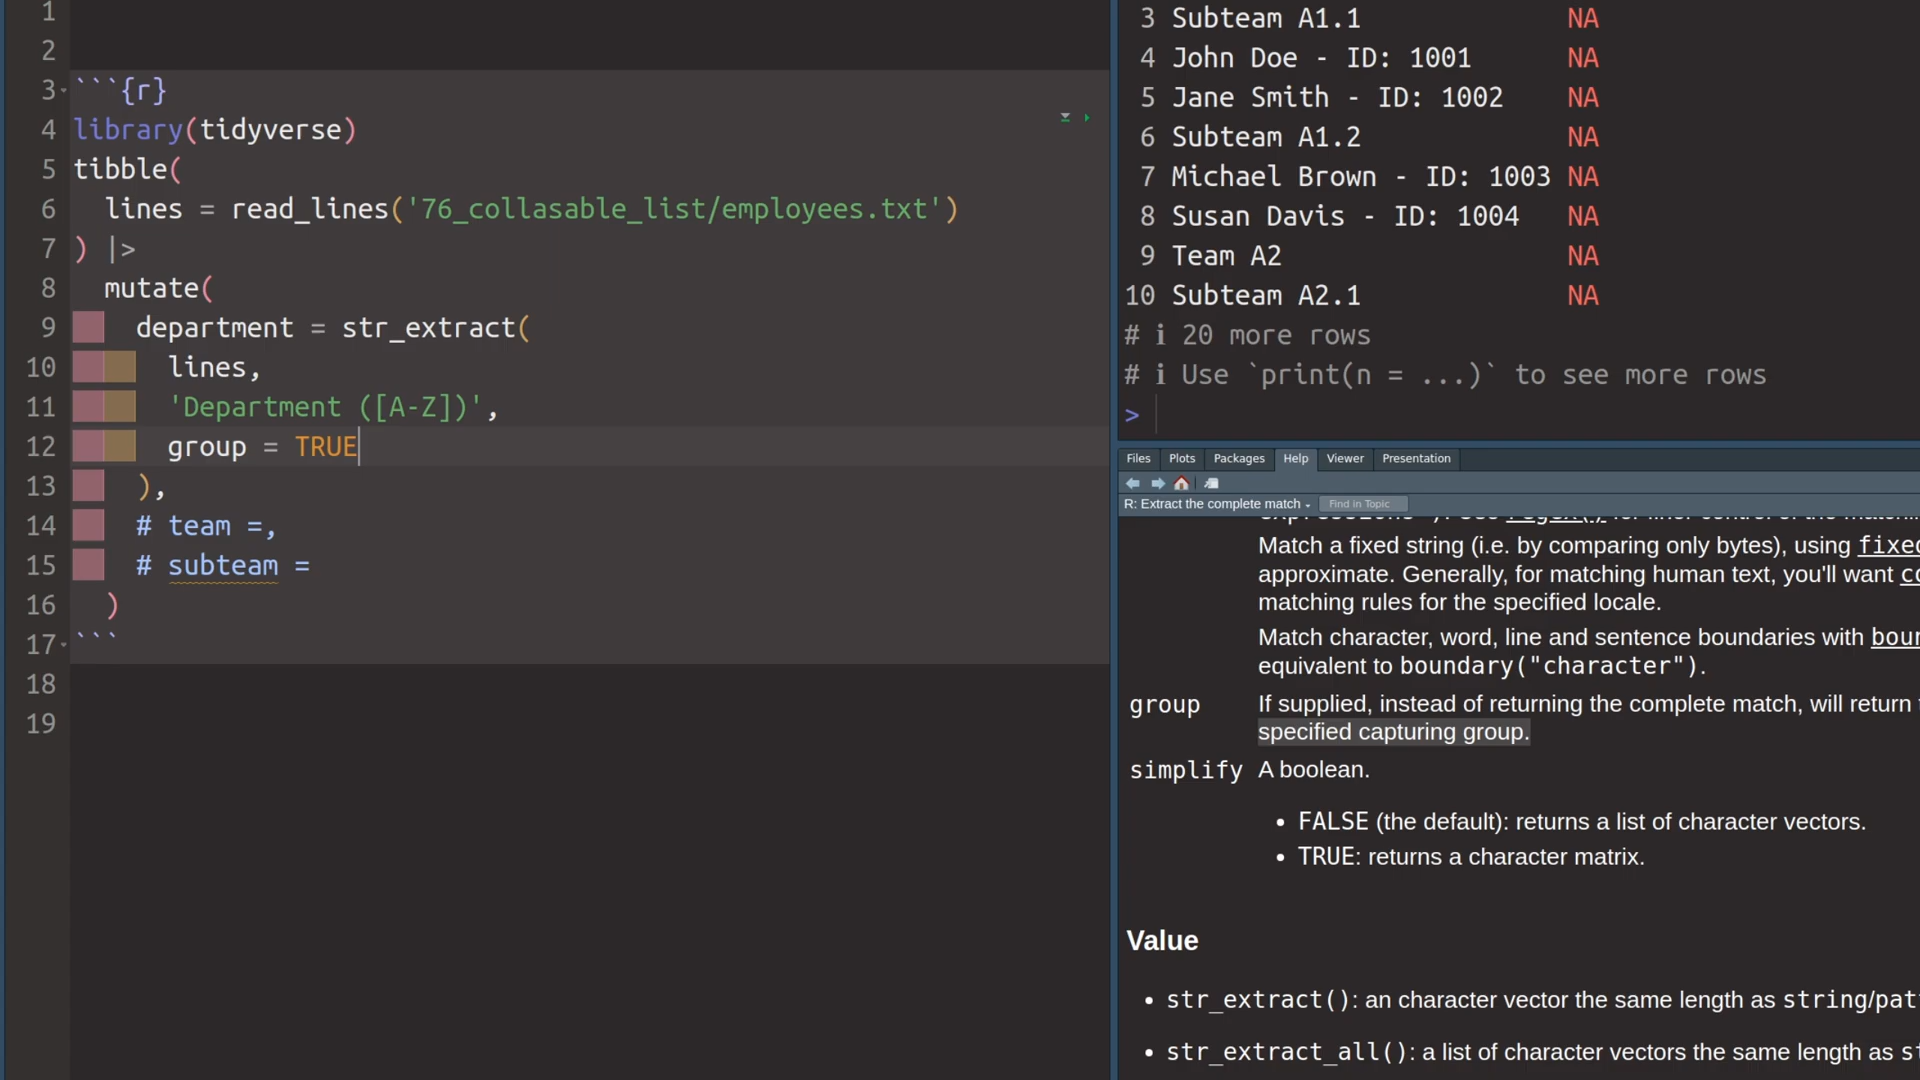 1
2
3 ```{r}
4 library(tidyverse)
5 tibble(
6 lines = read_lines('76_collasable_list/employees.txt')
7 ) |>
8 mutate(
9 department = str_extract(
10 lines,
11 'Department ([A-Z])',
12 group = TRUE
13 ),
14 # team =,
15 # subteam =
16 )
17 ```
18
19
3 Subteam A1.1 NA
4 John Doe - ID: 1001 NA
5 Jane Smith - ID: 1002 NA
6 Subteam A1.2 NA
7 Michael Brown - ID: 1003 NA
8 Susan Davis - ID: 1004 NA
9 Team A2 NA
10 Subteam A2.1 NA
# ℹ 20 more rows
# ℹ Use `print(n = ...)` to see more rows
>
Files Plots Packages Help Viewer Presentation
R: Extract the complete match Find in Topic
Match a fixed string (i.e. by comparing only bytes), using fixed
approximate. Generally, for matching human text, you'll want co
matching rules for the specified locale.
Match character, word, line and sentence boundaries with boun
equivalent to boundary("character").
group If supplied, instead of returning the complete match, will return
specified capturing group.
simplify A boolean.
• FALSE (the default): returns a list of character vectors.
• TRUE: returns a character matrix.
Value
• str_extract(): an character vector the same length as string/patt
• str_extract_all(): a list of character vectors the same length as st